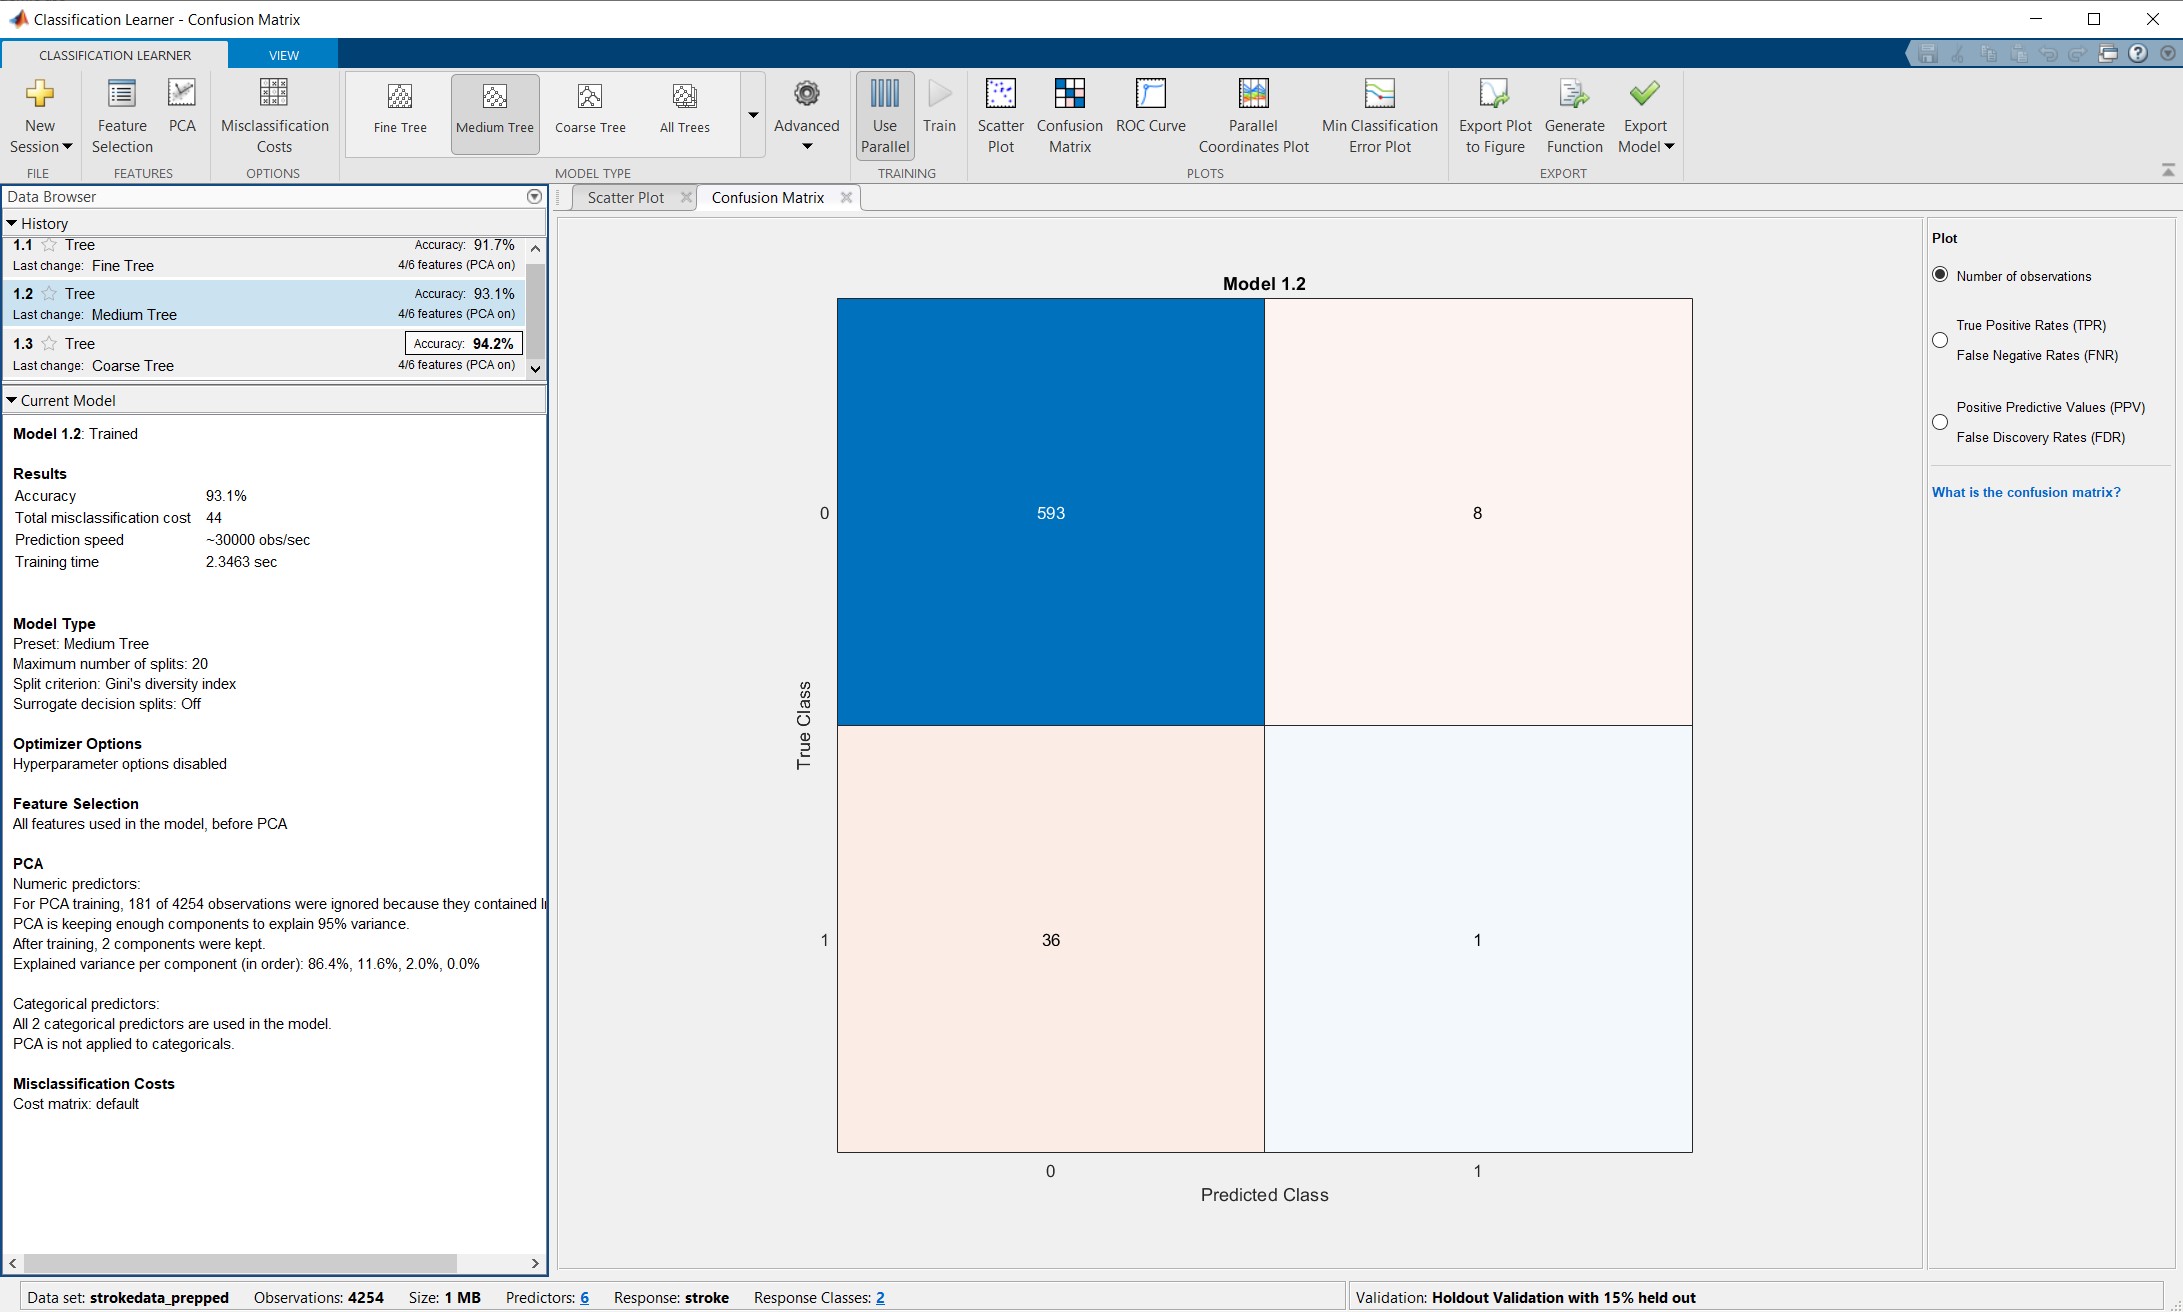 Classification Learner - Confusion Matrix
CLASSIFICATION LEARNER
VIEW
New Session
Feature Selection
PCA
Misclassification Costs
Fine Tree
Medium Tree
Coarse Tree
All Trees
Advanced
Use Parallel
Train
Scatter Plot
Confusion Matrix
ROC Curve
Parallel Coordinates Plot
Min Classification Error Plot
Export Plot to Figure
Generate Function
Export Model
FILE
FEATURES
OPTIONS
MODEL TYPE
TRAINING
PLOTS
EXPORT
Data Browser
History
1.1 Tree Accuracy: 91.7%
Last change: Fine Tree 4/6 features (PCA on)
1.2 Tree Accuracy: 93.1%
Last change: Medium Tree 4/6 features (PCA on)
1.3 Tree Accuracy: 94.2%
Last change: Coarse Tree 4/6 features (PCA on)
Current Model
Model 1.2: Trained
Results
Accuracy 93.1%
Total misclassification cost 44
Prediction speed ~30000 obs/sec
Training time 2.3463 sec
Model Type
Preset: Medium Tree
Maximum number of splits: 20
Split criterion: Gini's diversity index
Surrogate decision splits: Off
Optimizer Options
Hyperparameter options disabled
Feature Selection
All features used in the model, before PCA
PCA
Numeric predictors:
For PCA training, 181 of 4254 observations were ignored because they contained
PCA is keeping enough components to explain 95% variance.
After training, 2 components were kept.
Explained variance per component (in order): 86.4%, 11.6%, 2.0%, 0.0%
Categorical predictors:
All 2 categorical predictors are used in the model.
PCA is not applied to categoricals.
Misclassification Costs
Cost matrix: default
Scatter Plot
Confusion Matrix
Model 1.2
0
593
8
True Class
1
36
1
0
1
Predicted Class
Plot
Number of observations
True Positive Rates (TPR)
False Negative Rates (FNR)
Positive Predictive Values (PPV)
False Discovery Rates (FDR)
What is the confusion matrix?
Data set: strokedata_prepped Observations: 4254 Size: 1 MB Predictors: 6 Response: stroke Response Classes: 2
Validation: Holdout Validation with 15% held out